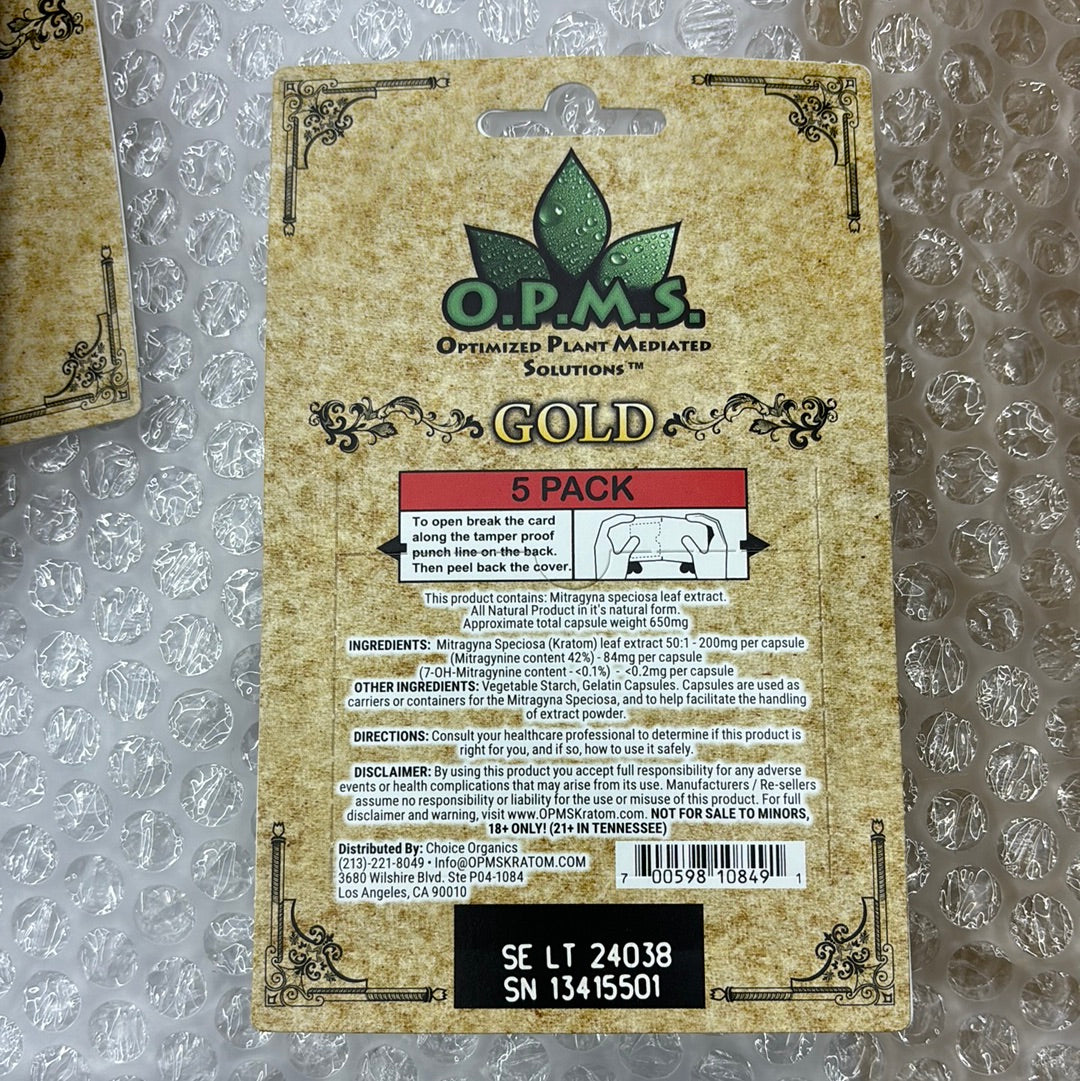 O.P.M.S.
Optimized Plant Mediated
Solutions™
GOLD
5 PACK
To open break the card
along the tamper proof
punch line on the back.
Then peel back the cover.
This product contains: Mitragyna speciosa leaf extract.
All Natural Product in it's natural form.
Approximate total capsule weight 650mg
INGREDIENTS: Mitragyna Speciosa (Kratom) leaf extract 50:1 - 200mg per capsule
(Mitragynine content 42%) - 84mg per capsule
(7-OH-Mitragynine content - <0.1%) - <0.2mg per capsule
OTHER INGREDIENTS: Vegetable Starch, Gelatin Capsules. Capsules are used as
carriers or containers for the Mitragyna Speciosa, and to help facilitate the handling
of extract powder.
DIRECTIONS: Consult your healthcare professional to determine if this product is
right for you, and if so, how to use it safely.
DISCLAIMER: By using this product you accept full responsibility for any adverse
events or health complications that may arise from its use. Manufacturers / Re-sellers
assume no responsibility or liability for the use or misuse of this product. For full
disclaimer and warning, visit www.OPMSKratom.com. NOT FOR SALE TO MINORS,
18+ ONLY! (21+ IN TENNESSEE)
Distributed By: Choice Organics
(213)-221-8049 • Info@OPMSKRATOM.COM
3680 Wilshire Blvd. Ste P04-1084
Los Angeles, CA 90010
7 00598 10849 1
SE LT 24038
SN 13415501